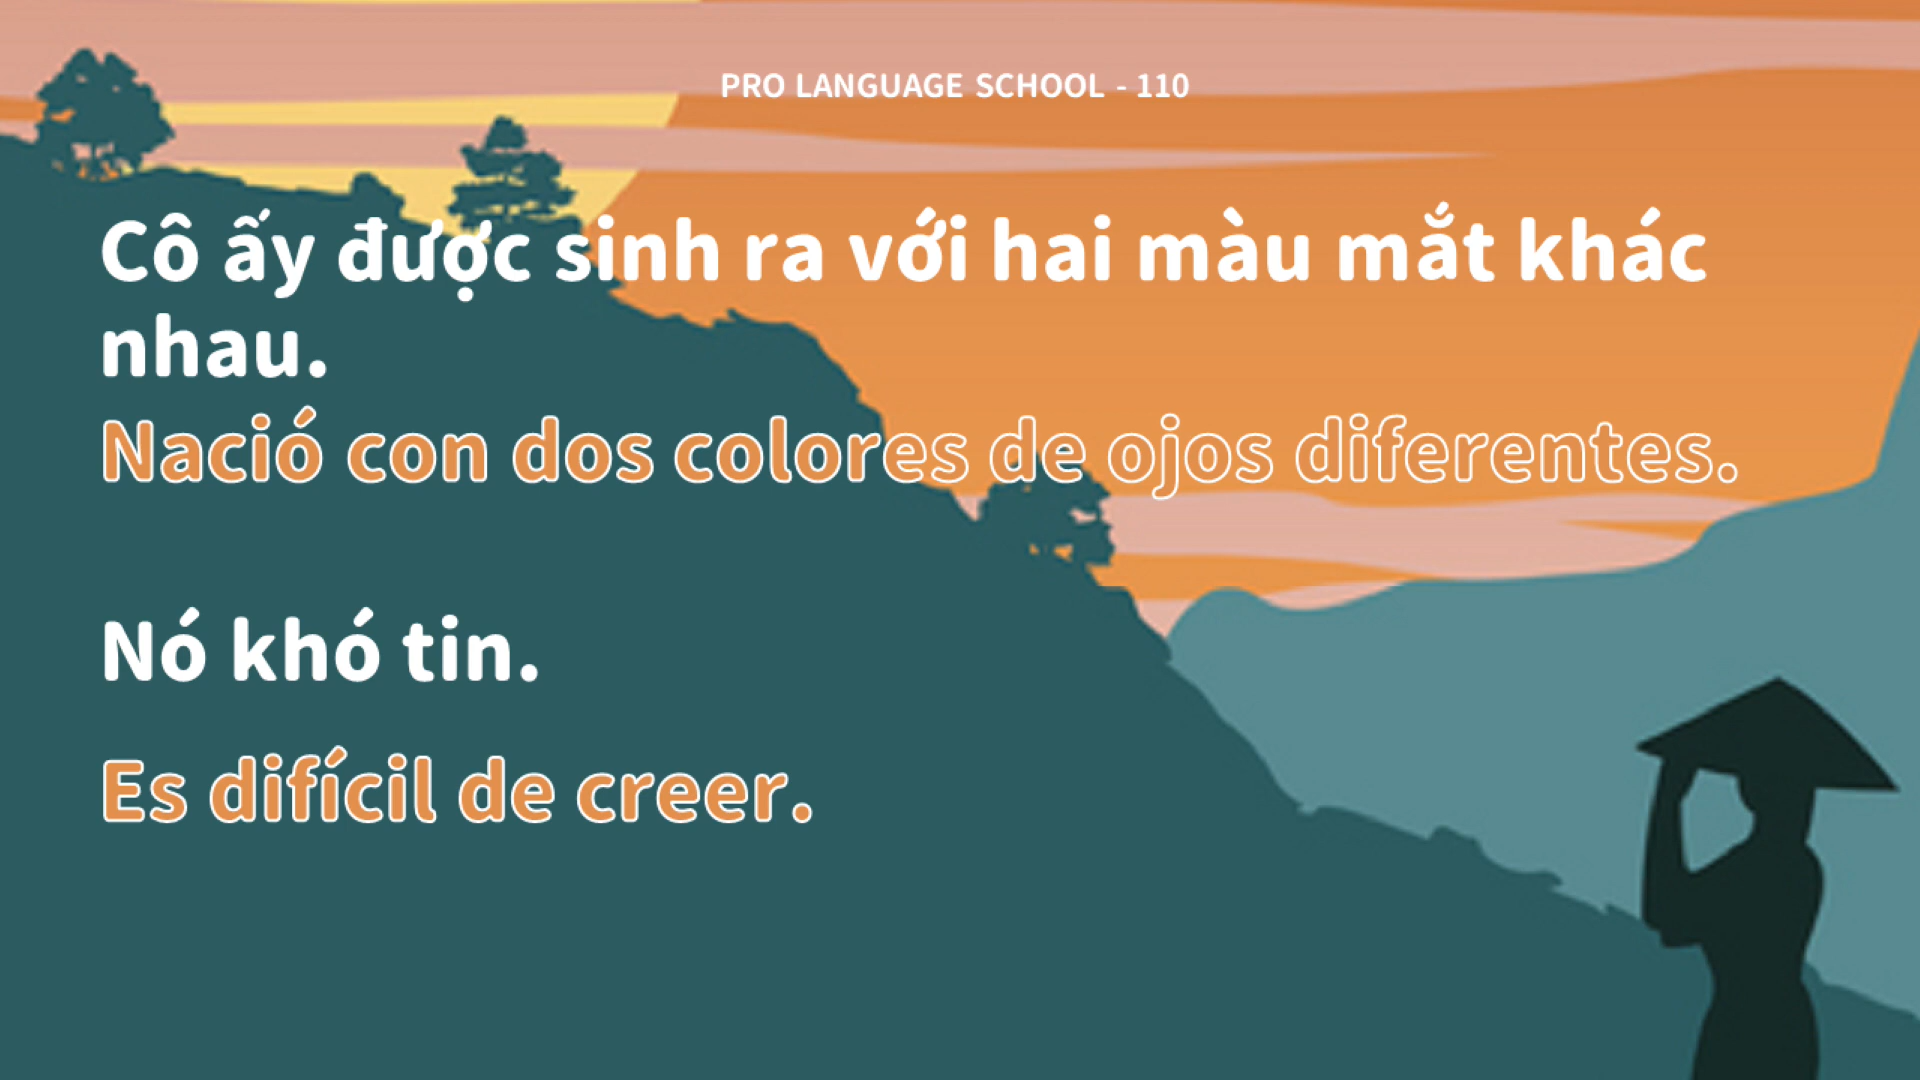 PRO LANGUAGE SCHOOL - 110
Cô ấy được sinh ra với hai màu mắt khác
nhau.
Nació con dos colores de ojos diferentes.
Nó khó tin.
Es difícil de creer.